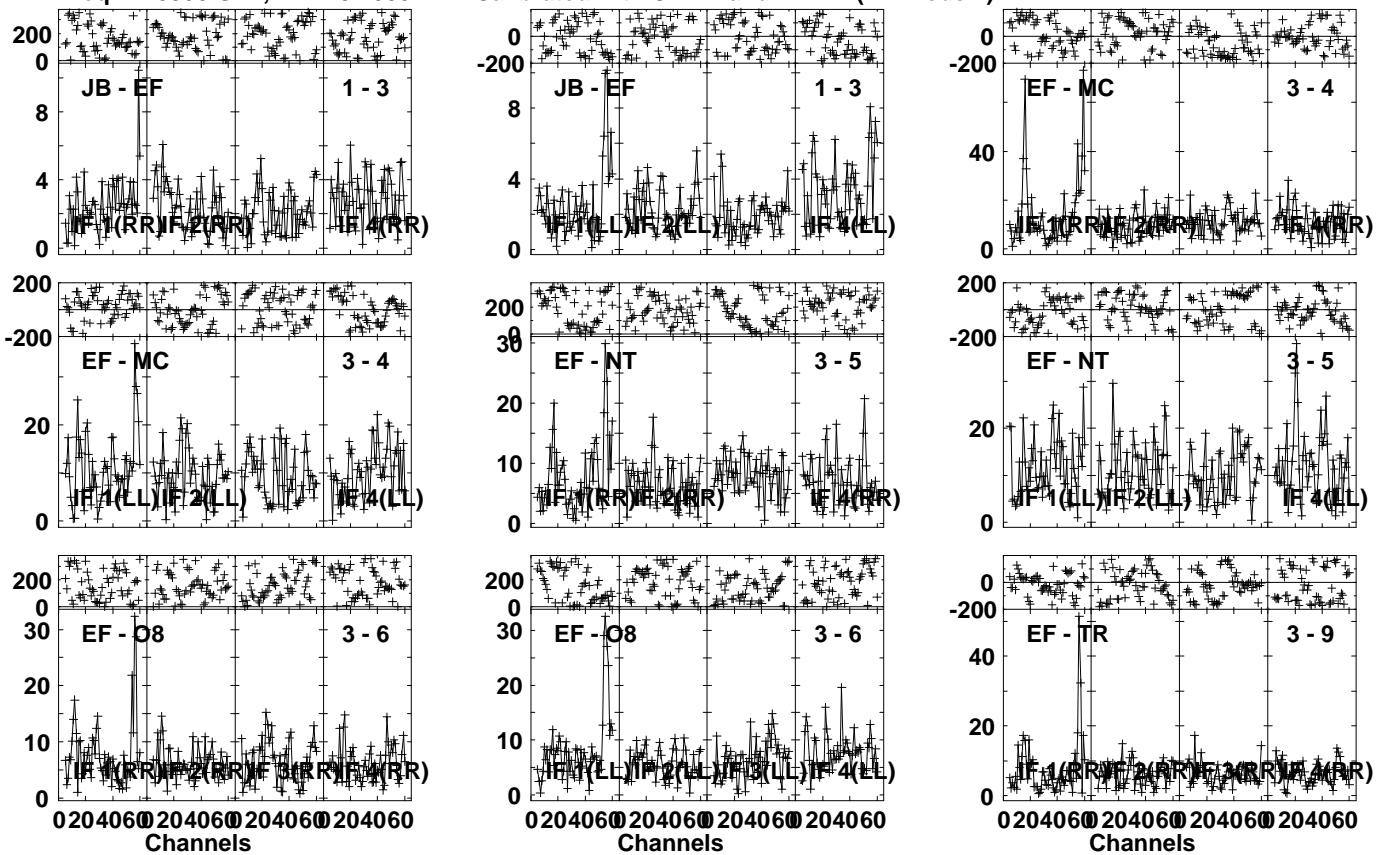 200
0
JB - EF
1 - 3
8
4
0
IF 1(RR)
IF 2(RR)
IF 4(RR)
0
-200
JB - EF
1 - 3
8
4
0
IF 1(LL)
IF 2(LL)
IF 4(LL)
0
-200
EF - MC
3 - 4
40
20
0
IF 1(RR)
IF 2(RR)
IF 4(RR)
200
-200
EF - MC
3 - 4
20
0
IF 1(LL)
IF 2(LL)
IF 4(LL)
200
0
EF - NT
3 - 5
30
20
10
0
IF 1(RR)
IF 2(RR)
IF 4(RR)
200
-200
EF - NT
3 - 5
20
0
IF 1(LL)
IF 2(LL)
IF 4(LL)
200
0
EF - O8
3 - 6
30
20
10
0
IF 1(RR)
IF 2(RR)
IF 3(RR)
IF 4(RR)
0 20 40 60 0 20 40 60 0 20 40 60 0 20 40 60
Channels
200
0
EF - O8
3 - 6
30
20
10
0
IF 1(LL)
IF 2(LL)
IF 3(LL)
IF 4(LL)
0 20 40 60 0 20 40 60 0 20 40 60 0 20 40 60
Channels
0
-200
EF - TR
3 - 9
40
20
0
IF 1(RR)
IF 2(RR)
IF 3(RR)
IF 4(RR)
0 20 40 60 0 20 40 60 0 20 40 60 0 20 40 60
Channels